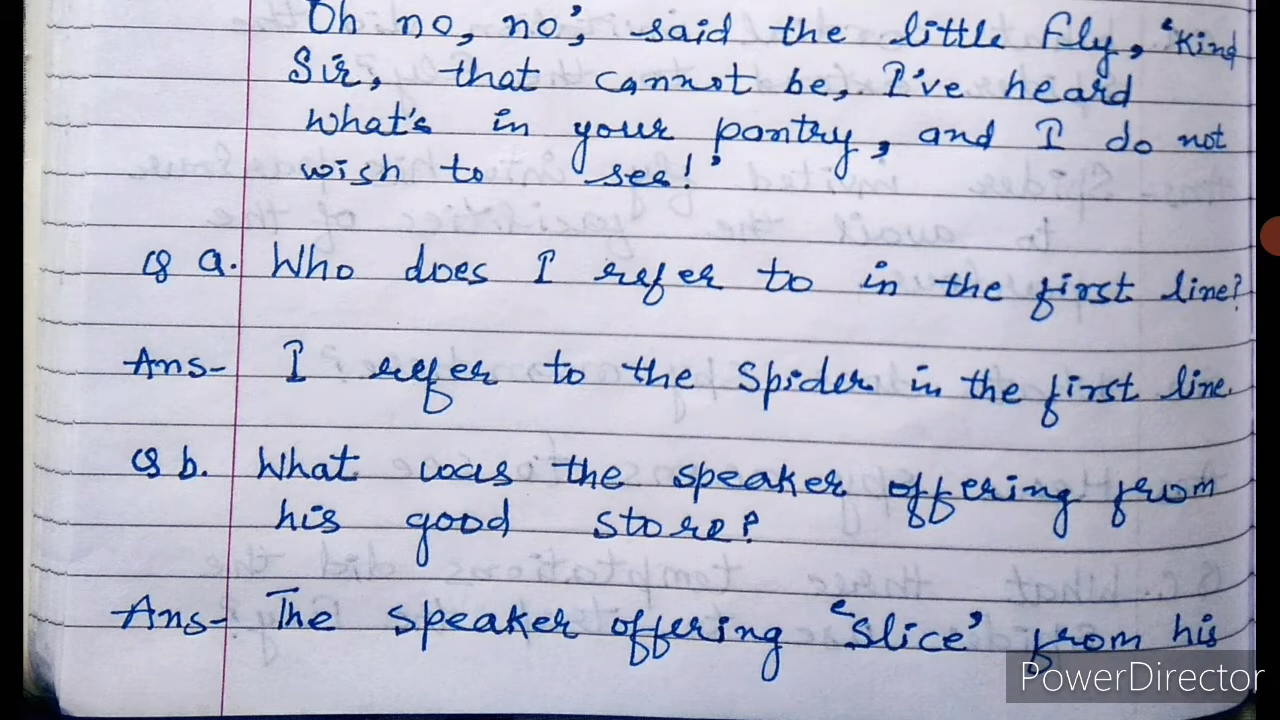 Oh no, no', said the little fly, 'Kind
Sir, that cannot be, I've heard
what's in your pantry, and I do not
wish to see!'
Q a. Who does I refer to in the first line?
Ans- I refer to the Spider in the first line.
Q b. What was the speaker offering from
his good store?
Ans- The speaker offering 'slice' from his
PowerDirector